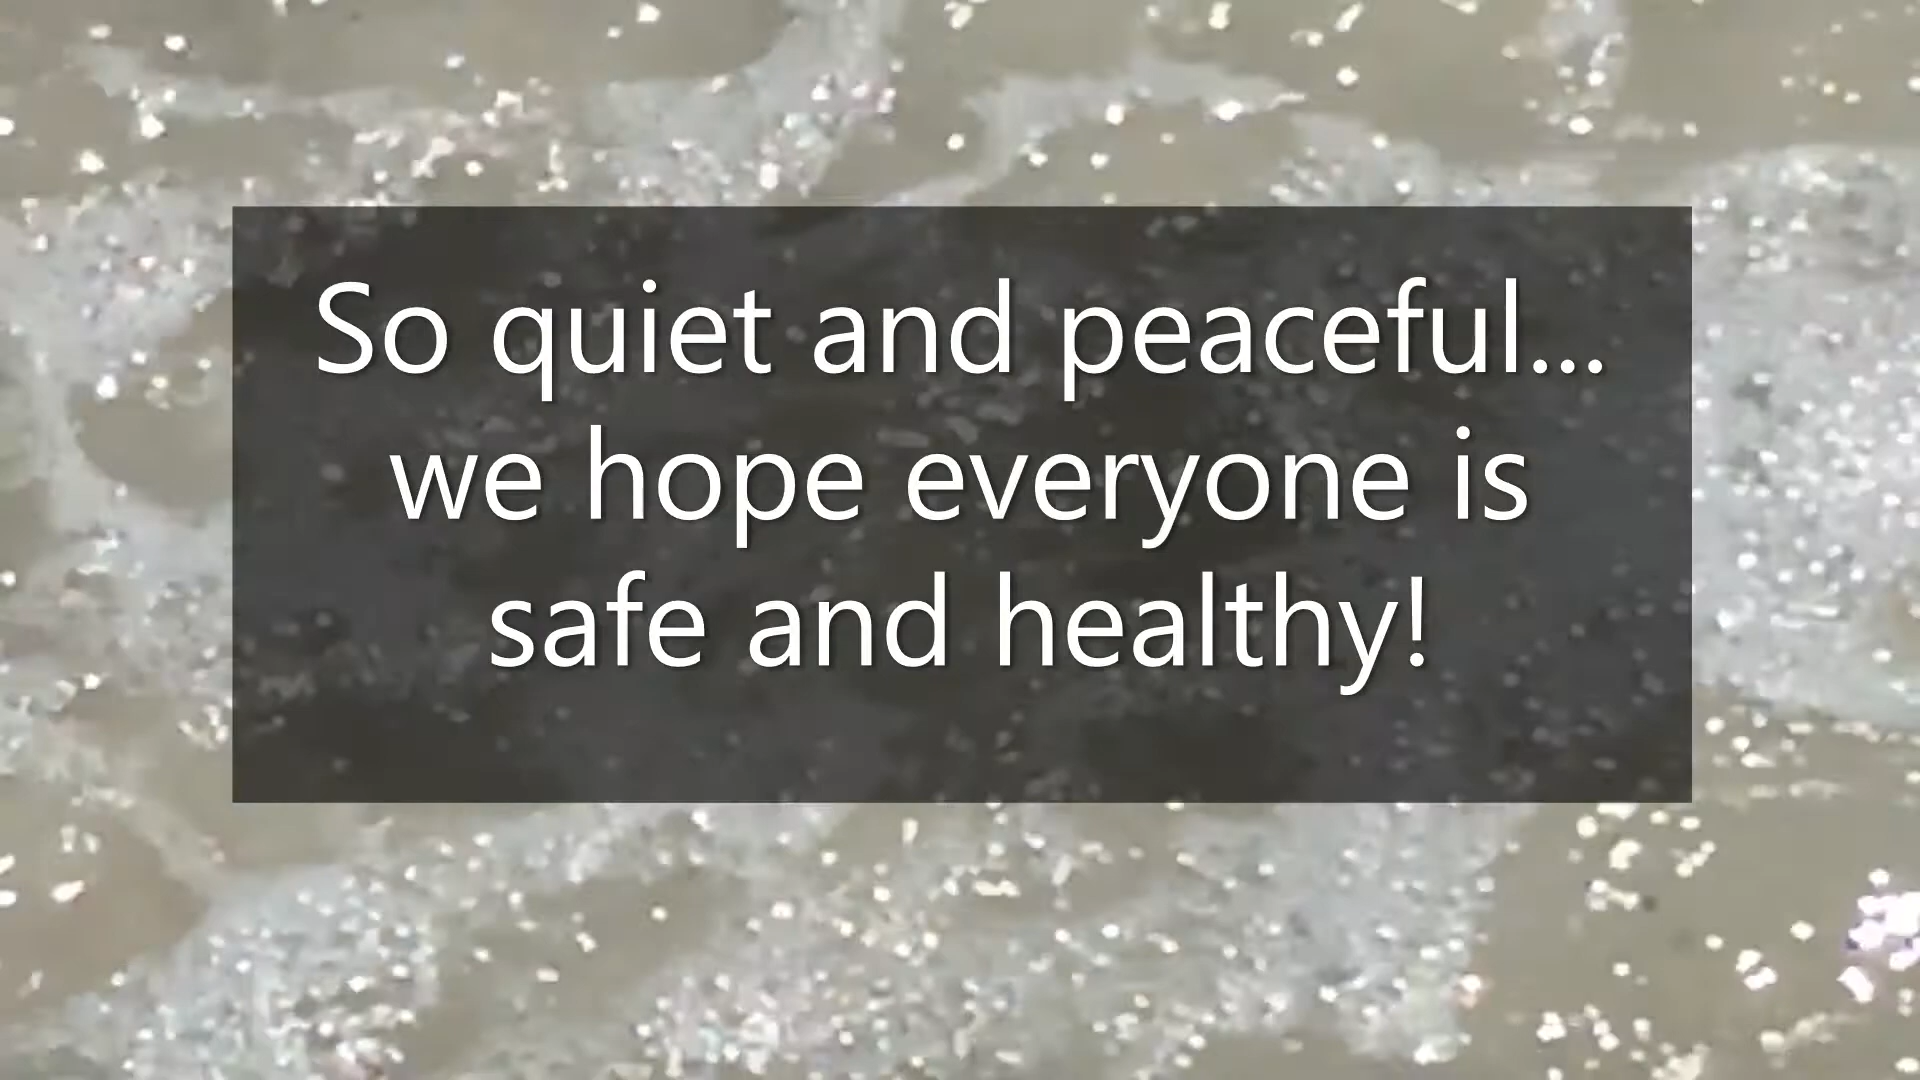 So quiet and peaceful...
we hope everyone is
safe and healthy!